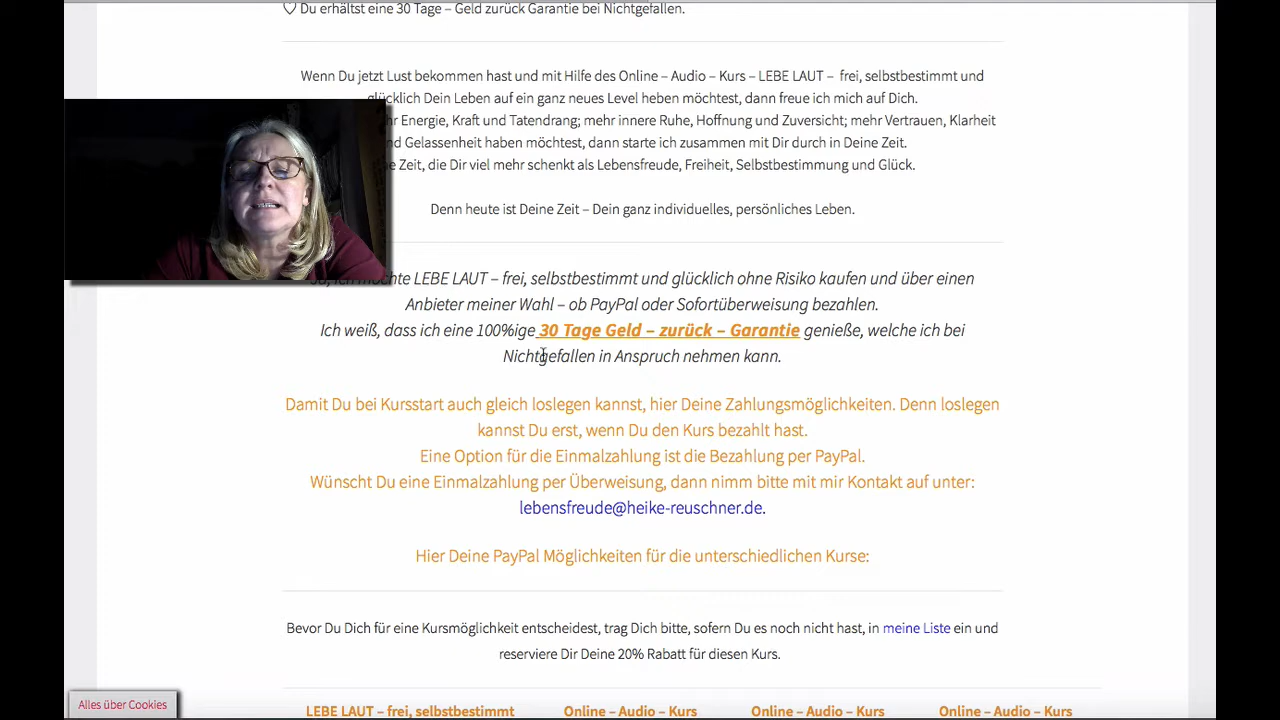 ♡ Du erhältst eine 30 Tage – Geld zurück Garantie bei Nichtgefallen.
Wenn Du jetzt Lust bekommen hast und mit Hilfe des Online – Audio – Kurs – LEBE LAUT – frei, selbstbestimmt und
glücklich Dein Leben auf ein ganz neues Level heben möchtest, dann freue ich mich auf Dich.
Energie, Kraft und Tatendrang; mehr innere Ruhe, Hoffnung und Zuversicht; mehr Vertrauen, Klarheit
Gelassenheit haben möchtest, dann starte ich zusammen mit Dir durch in Deine Zeit.
Zeit, die Dir viel mehr schenkt als Lebensfreude, Freiheit, Selbstbestimmung und Glück.
Denn heute ist Deine Zeit – Dein ganz individuelles, persönliches Leben.
LEBE LAUT – frei, selbstbestimmt und glücklich ohne Risiko kaufen und über einen
Anbieter meiner Wahl – ob PayPal oder Sofortüberweisung bezahlen.
Ich weiß, dass ich eine 100%ige 30 Tage Geld – zurück – Garantie genieße, welche ich bei
Nichtgefallen in Anspruch nehmen kann.
Damit Du bei Kursstart auch gleich loslegen kannst, hier Deine Zahlungsmöglichkeiten. Denn loslegen
kannst Du erst, wenn Du den Kurs bezahlt hast.
Eine Option für die Einmalzahlung ist die Bezahlung per PayPal.
Wünscht Du eine Einmalzahlung per Überweisung, dann nimm bitte mit mir Kontakt auf unter:
lebensfreude@heike-reuschner.de.
Hier Deine PayPal Möglichkeiten für die unterschiedlichen Kurse:
Bevor Du Dich für eine Kursmöglichkeit entscheidest, trag Dich bitte, sofern Du es noch nicht hast, in meine Liste ein und
reserviere Dir Deine 20% Rabatt für diesen Kurs.
Alles über Cookies
LEBE LAUT – frei, selbstbestimmt Online – Audio – Kurs Online – Audio – Kurs Online – Audio – Kurs